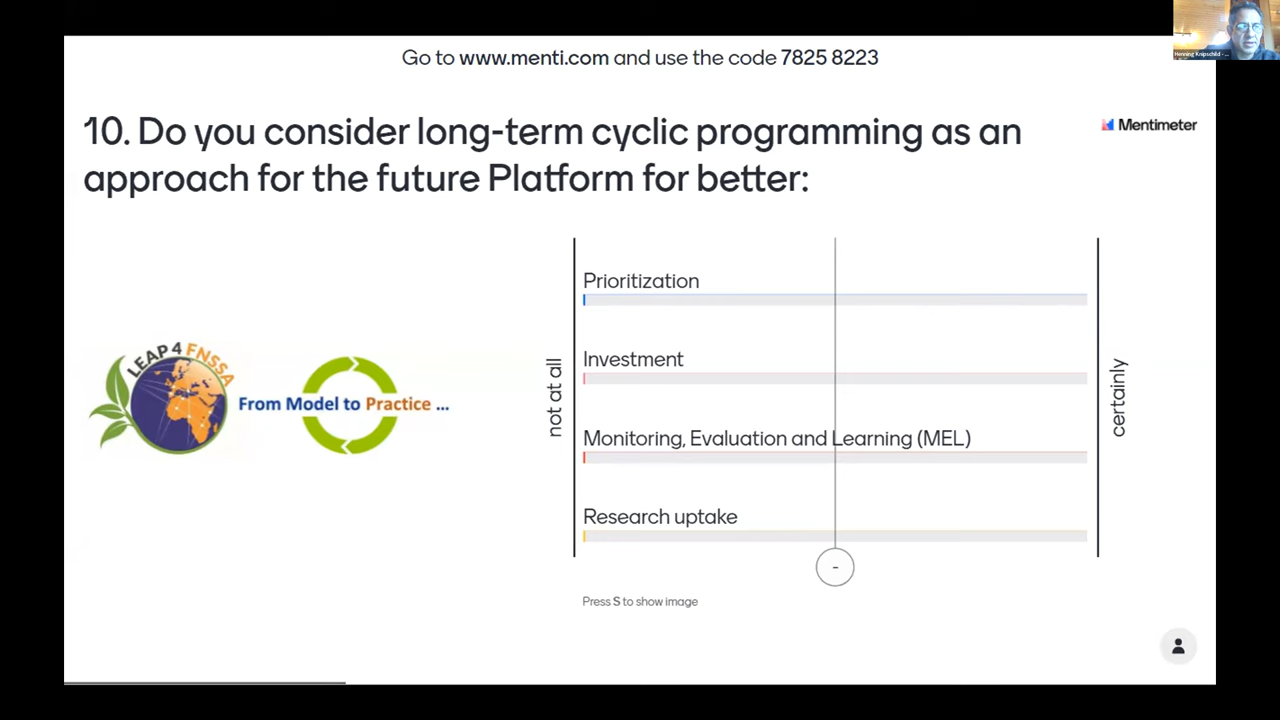 Go to www.menti.com and use the code 7825 8223
Henning Knipschild - ...
10. Do you consider long-term cyclic programming as an
approach for the future Platform for better:
Mentimeter
LEAP 4 FNSSA
From Model to Practice ...
not at all
Prioritization
Investment
Monitoring, Evaluation and Learning (MEL)
Research uptake
certainly
-
Press S to show image